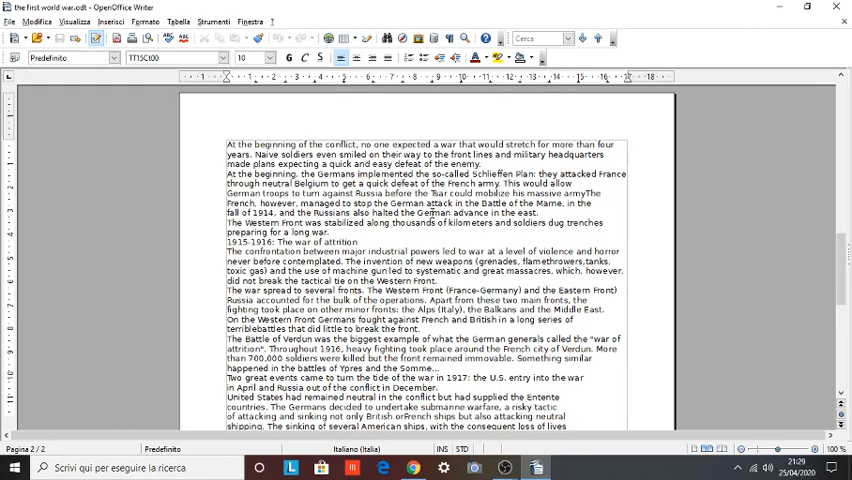 the first world war.odt - OpenOffice Writer
File Modifica Visualizza Inserisci Formato Tabella Strumenti Finestra ?
Cerca
Predefinito TT15Ct00 10 G C S
1 1 2 3 4 5 6 7 8 9 10 11 12 13 14 15 16 17 18
At the beginning of the conflict, no one expected a war that would stretch for more than four
years. Naive soldiers even smiled on their way to the front lines and military headquarters
made plans expecting a quick and easy defeat of the enemy.
At the beginning, the Germans implemented the so-called Schlieffen Plan: they attacked France
through neutral Belgium to get a quick defeat of the French army. This would allow
German troops to turn against Russia before the Tsar could mobilize his massive armyThe
French, however, managed to stop the German attack in the Battle of the Marne, in the
fall of 1914, and the Russians also halted the German advance in the east.
The Western Front was stabilized along thousands of kilometers and soldiers dug trenches
preparing for a long war.
1915-1916: The war of attrition
The confrontation between major industrial powers led to war at a level of violence and horror
never before contemplated. The invention of new weapons (grenades, flamethrowers,tanks,
toxic gas) and the use of machine gun led to systematic and great massacres, which, however,
did not break the tactical tie on the Western Front.
The war spread to several fronts. The Western Front (France-Germany) and the Eastern Front)
Russia accounted for the bulk of the operations. Apart from these two main fronts, the
fighting took place on other minor fronts: the Alps (Italy), the Balkans and the Middle East.
On the Western Front Germans fought against French and British in a long series of
terriblebattles that did little to break the front.
The Battle of Verdun was the biggest example of what the German generals called the "war of
attrition". Throughout 1916, heavy fighting took place around the French city of Verdun. More
than 700,000 soldiers were killed but the front remained immovable. Something similar
happened in the battles of Ypres and the Somme...
Two great events came to turn the tide of the war in 1917: the U.S. entry into the war
in April and Russia out of the conflict in December.
United States had remained neutral in the conflict but had supplied the Entente
countries. The Germans decided to undertake submarine warfare, a risky tactic
of attacking and sinking not only British orFrench ships but also attacking neutral
shipping. The sinking of several American ships, with the consequent loss of lives
Pagina 2 / 2 Predefinito Italiano (Italia) INS STD 100 %
Scrivi qui per eseguire la ricerca
21:29
25/04/2020